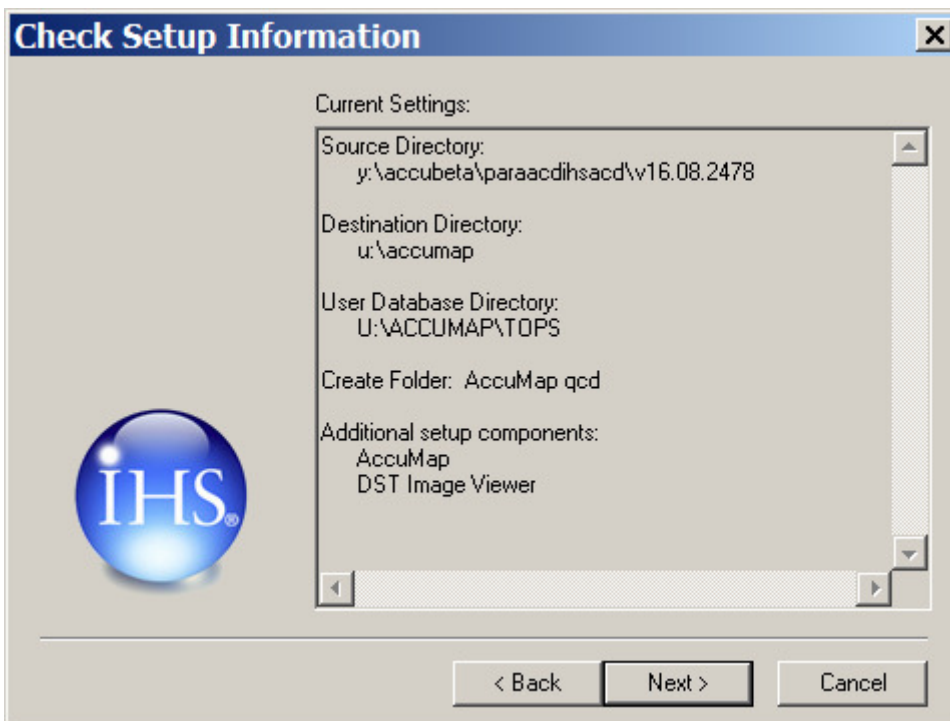 Check Setup Information
Current Settings:
Source Directory:
y:\accubeta\paraacdihsacd\v16.08.2478
Destination Directory:
u:\accumap
User Database Directory:
U:\ACCUMAP\TOPS
Create Folder: AccuMap qcd
Additional setup components:
AccuMap
DST Image Viewer
IHS®
< Back
Next >
Cancel